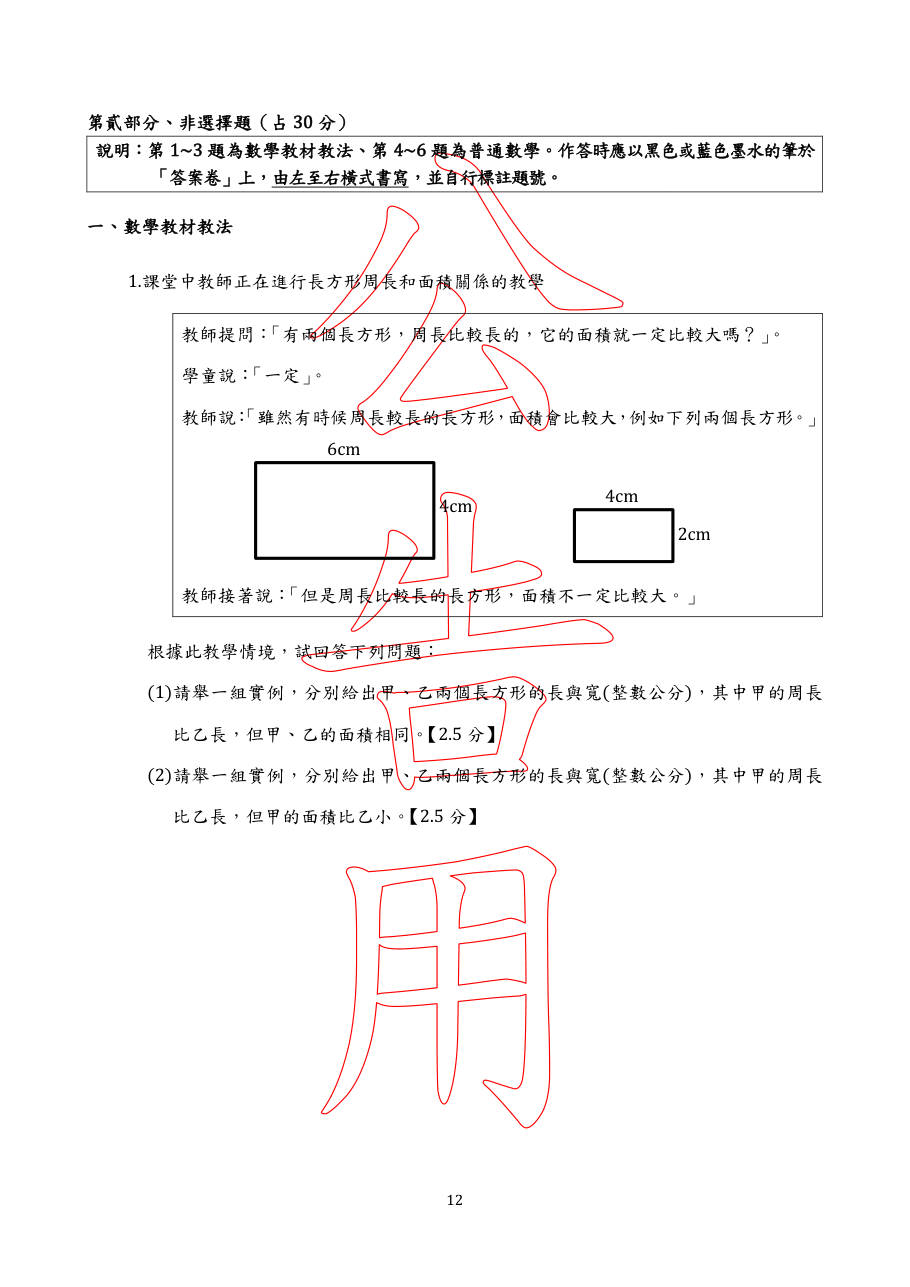 第貳部分、非選擇題（占 30 分）
說明：第 1~3 題為數學教材教法、第 4~6 題為普通數學。作答時應以黑色或藍色墨水的筆於
「答案卷」上，由左至右橫式書寫，並自行標註題號。
一、數學教材教法
1.課堂中教師正在進行長方形周長和面積關係的教學
教師提問：「有兩個長方形，周長比較長的，它的面積就一定比較大嗎？」。
學童說：「一定」。
教師說：「雖然有時候周長較長的長方形，面積會比較大，例如下列兩個長方形。」
6cm
4cm
4cm
2cm
教師接著說：「但是周長比較長的長方形，面積不一定比較大。」
根據此教學情境，試回答下列問題：
(1)請舉一組實例，分別給出甲、乙兩個長方形的長與寬(整數公分)，其中甲的周長
比乙長，但甲、乙的面積相同。【2.5 分】
(2)請舉一組實例，分別給出甲、乙兩個長方形的長與寬(整數公分)，其中甲的周長
比乙長，但甲的面積比乙小。【2.5 分】
公告用
12